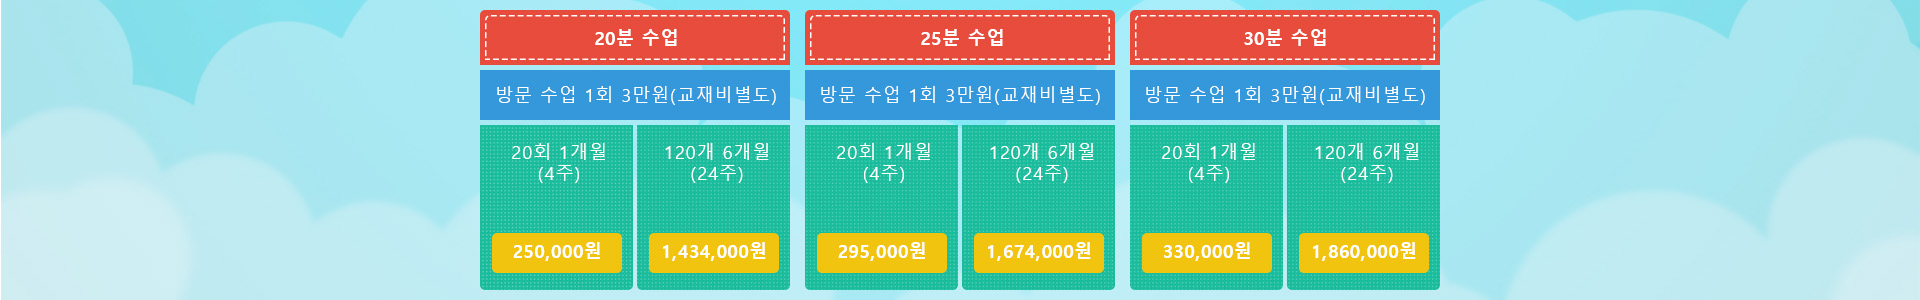 20분 수업
방문 수업 1회 3만원(교재비별도)
20회 1개월
(4주)
250,000원
120개 6개월
(24주)
1,434,000원
25분 수업
방문 수업 1회 3만원(교재비별도)
20회 1개월
(4주)
295,000원
120개 6개월
(24주)
1,674,000원
30분 수업
방문 수업 1회 3만원(교재비별도)
20회 1개월
(4주)
330,000원
120개 6개월
(24주)
1,860,000원